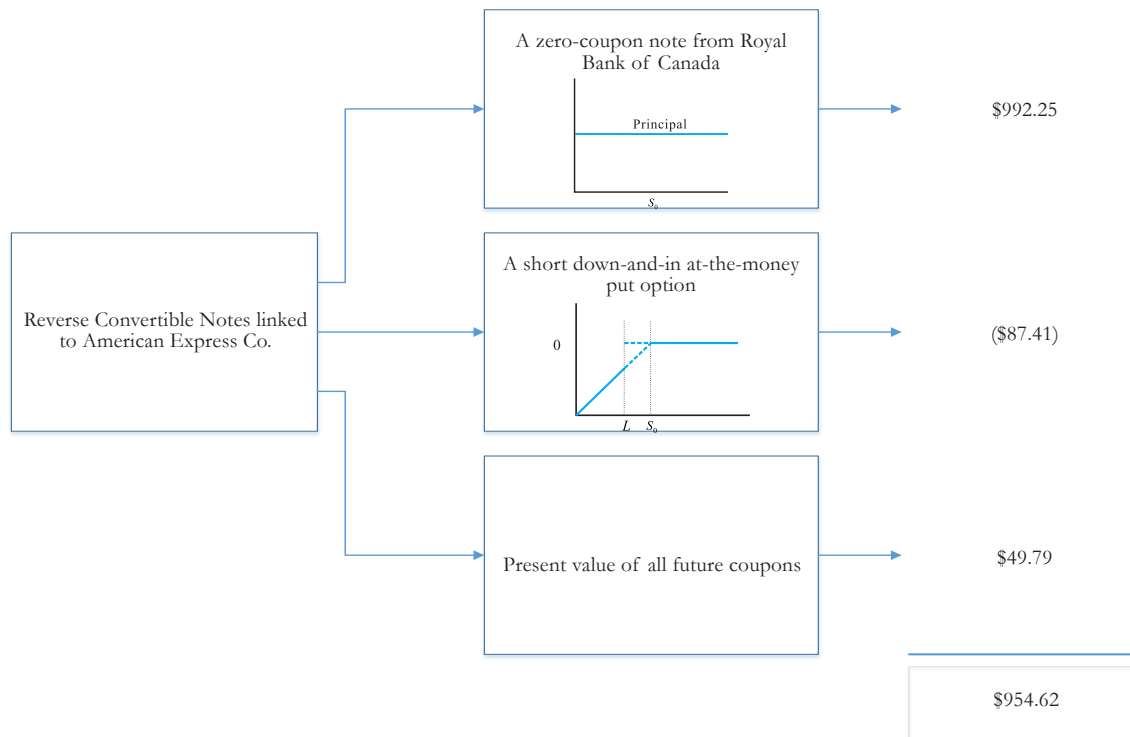 A zero-coupon note from Royal
Bank of Canada
Principal
S₀
$992.25
Reverse Convertible Notes linked
to American Express Co.
A short down-and-in at-the-money
put option
0
L S₀
($87.41)
Present value of all future coupons
$49.79
$954.62